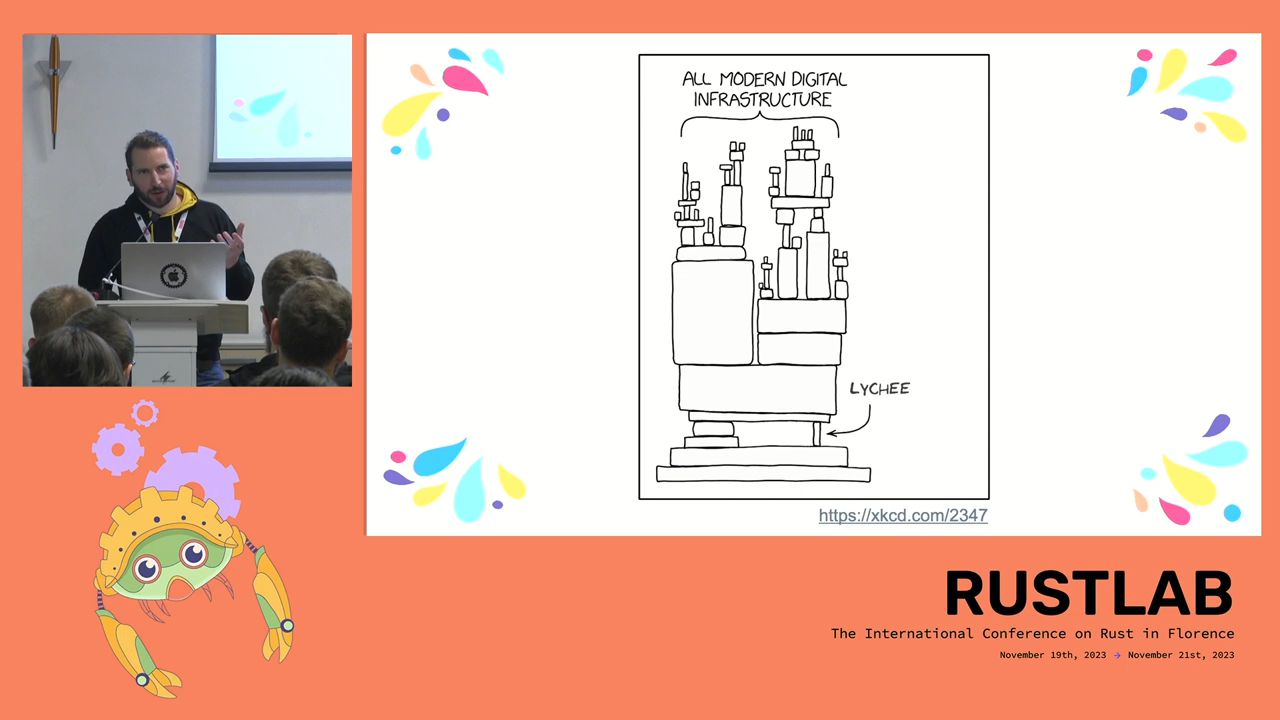 ALL MODERN DIGITAL
INFRASTRUCTURE
LYCHEE
https://xkcd.com/2347
RUSTLAB
The International Conference on Rust in Florence
November 19th, 2023 → November 21st, 2023